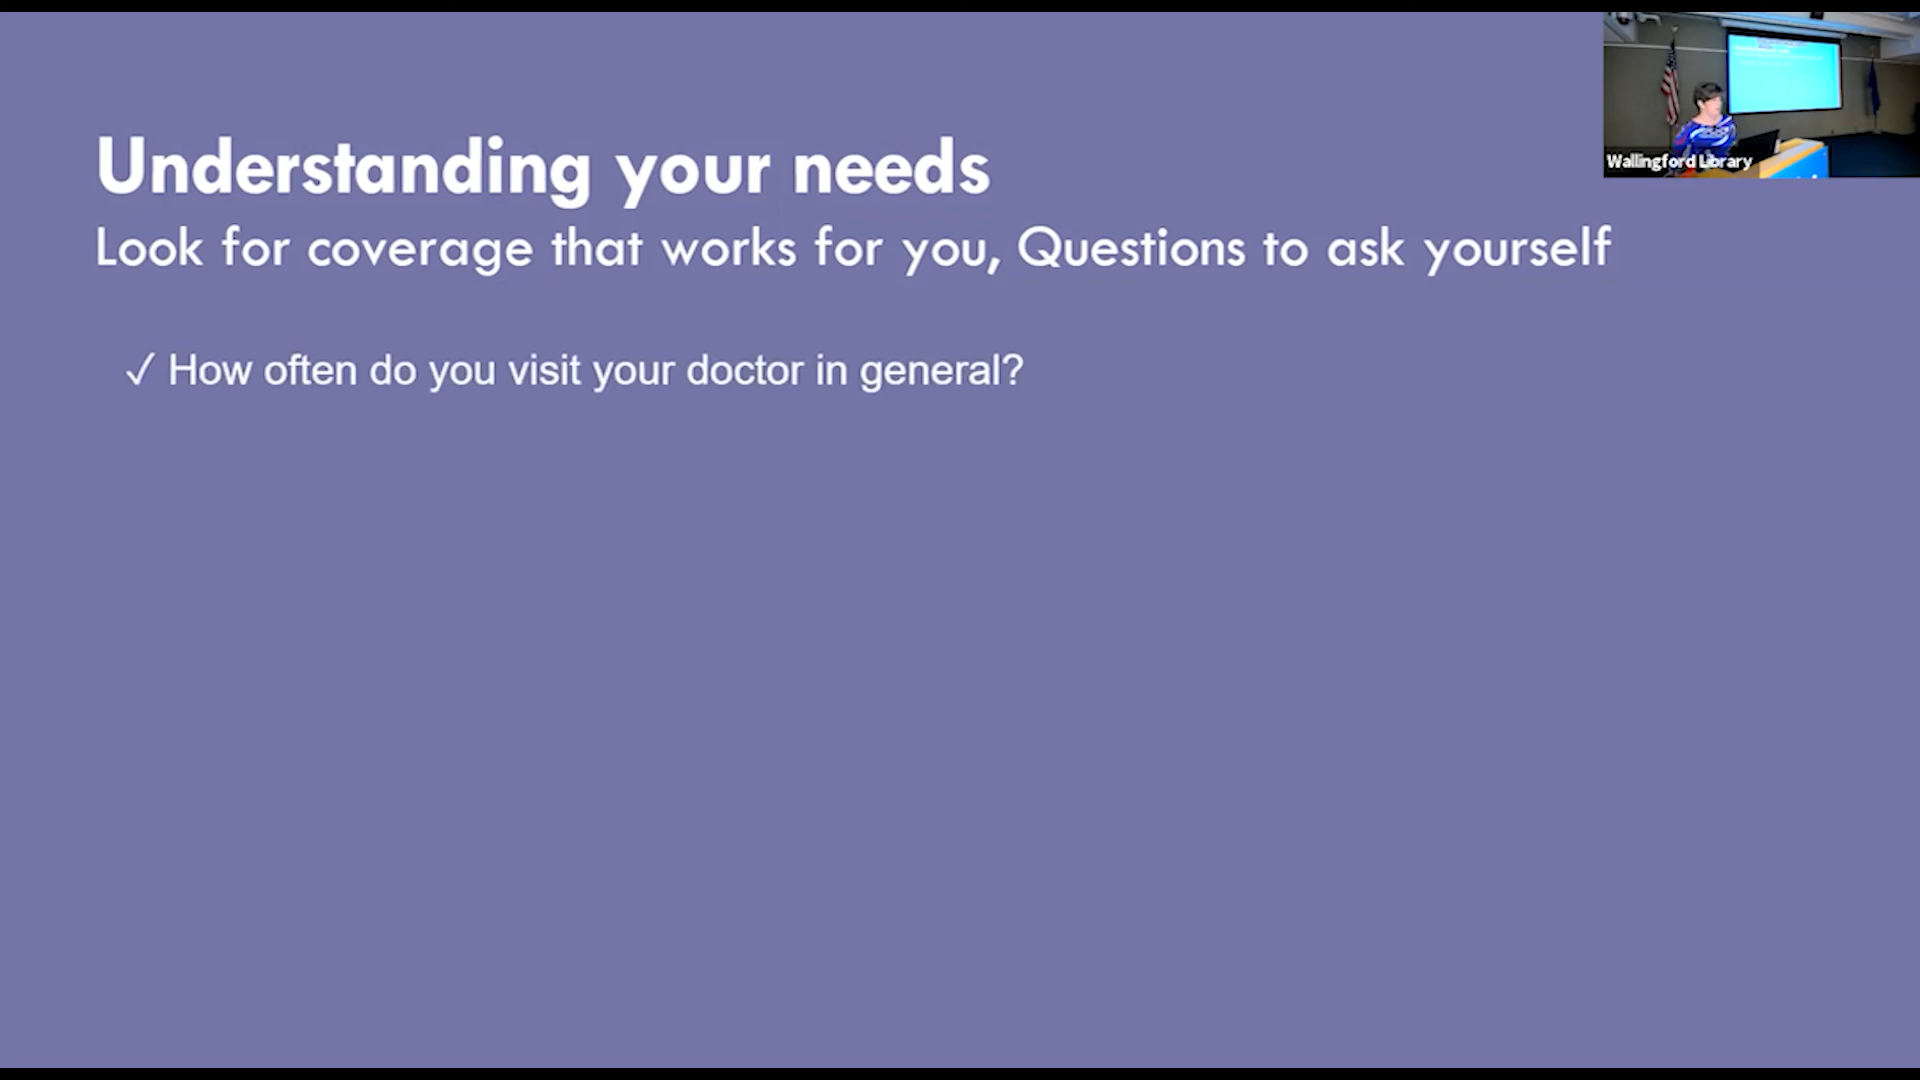 Understanding your needs
Look for coverage that works for you, Questions to ask yourself
✓ How often do you visit your doctor in general?
Wallingford Library